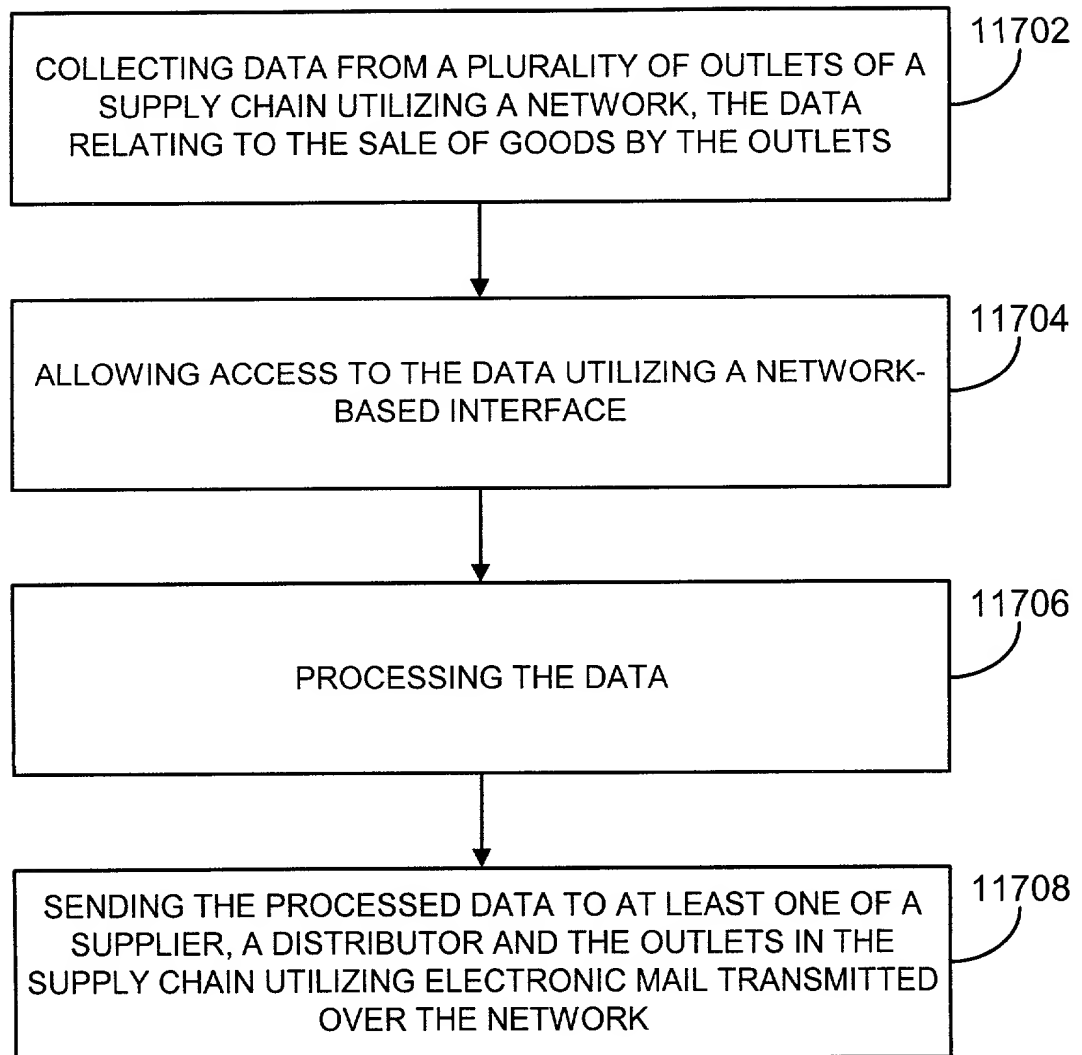 11702
COLLECTING DATA FROM A PLURALITY OF OUTLETS OF A
SUPPLY CHAIN UTILIZING A NETWORK, THE DATA
RELATING TO THE SALE OF GOODS BY THE OUTLETS
11704
ALLOWING ACCESS TO THE DATA UTILIZING A NETWORK-
BASED INTERFACE
11706
PROCESSING THE DATA
11708
SENDING THE PROCESSED DATA TO AT LEAST ONE OF A
SUPPLIER, A DISTRIBUTOR AND THE OUTLETS IN THE
SUPPLY CHAIN UTILIZING ELECTRONIC MAIL TRANSMITTED
OVER THE NETWORK